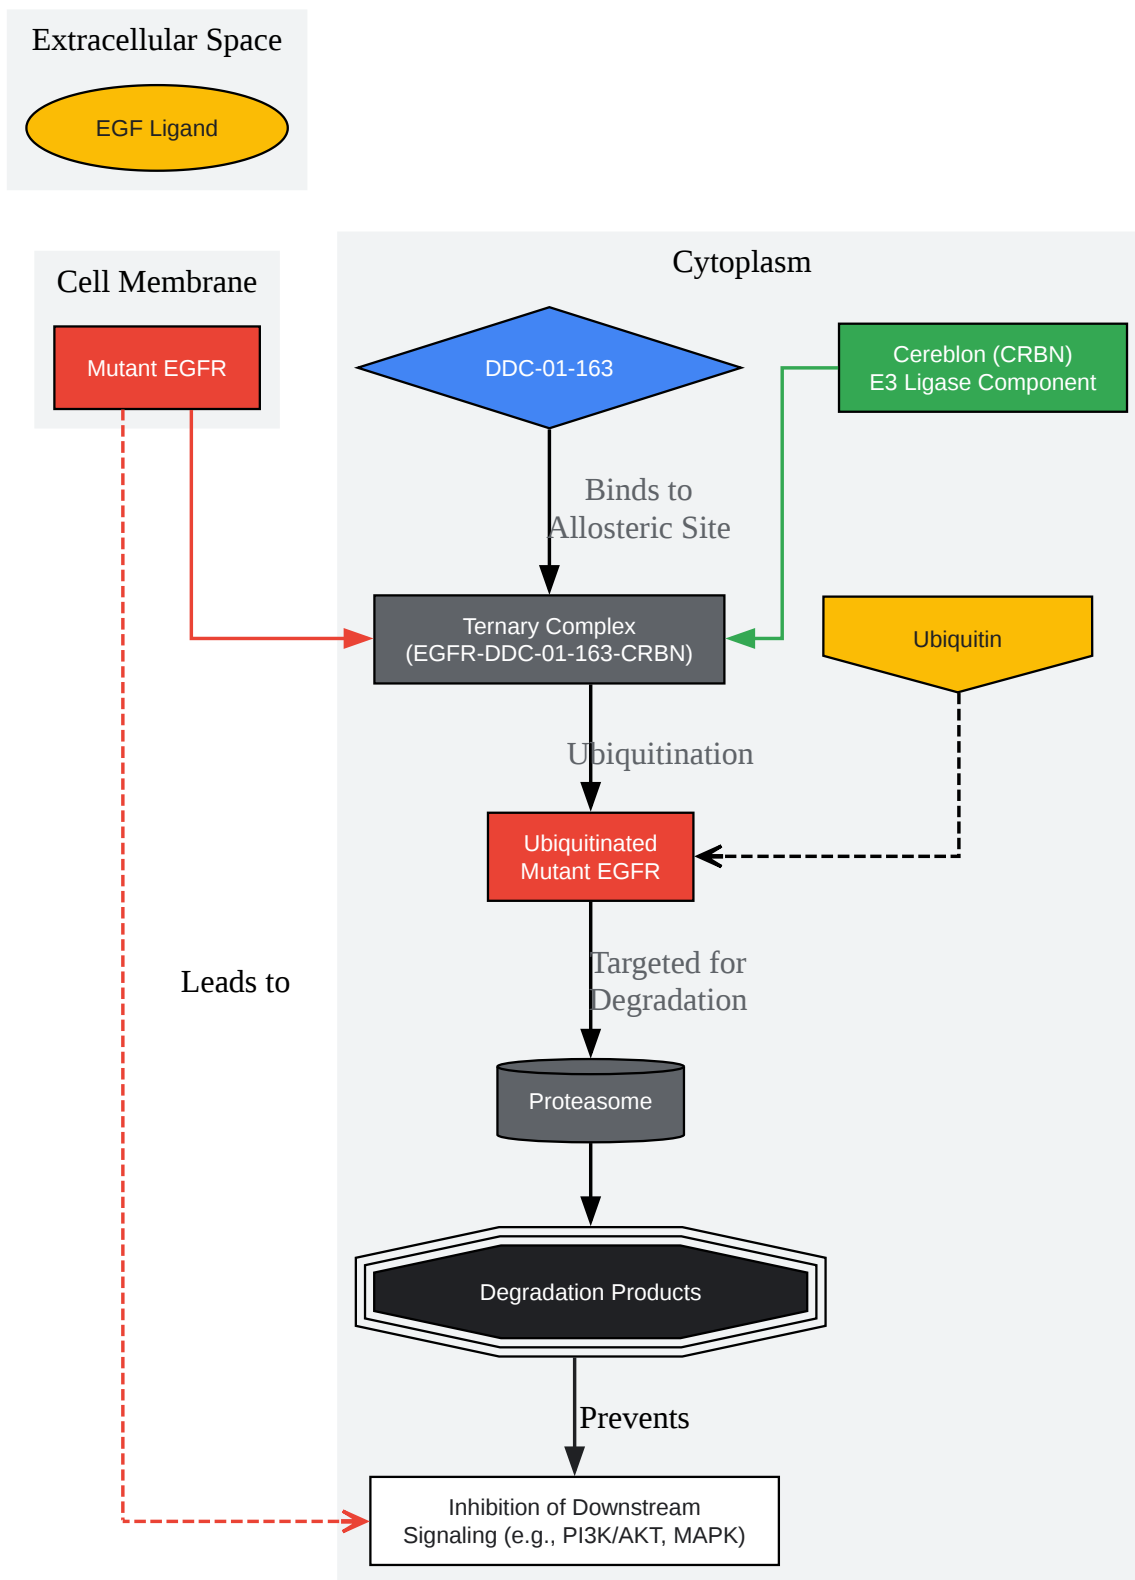 Extracellular Space
EGF Ligand
Cell Membrane
Mutant EGFR
Cytoplasm
DDC-01-163
Cereblon (CRBN)
E3 Ligase Component
Binds to
Allosteric Site
Ternary Complex
(EGFR-DDC-01-163-CRBN)
Ubiquitin
Ubiquitination
Ubiquitinated
Mutant EGFR
Leads to
Targeted for
Degradation
Proteasome
Degradation Products
Prevents
Inhibition of Downstream
Signaling (e.g., PI3K/AKT, MAPK)